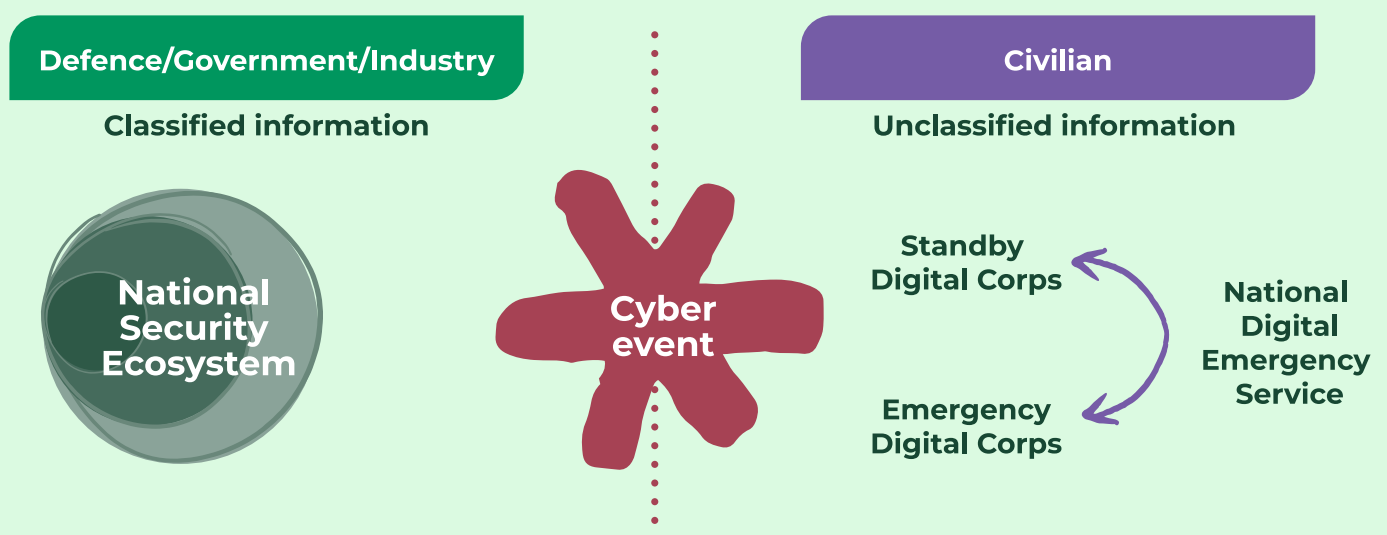 Defence/Government/Industry
Classified information
National
Security
Ecosystem
Cyber
event
Civilian
Unclassified information
Standby
Digital Corps
Emergency
Digital Corps
National
Digital
Emergency
Service